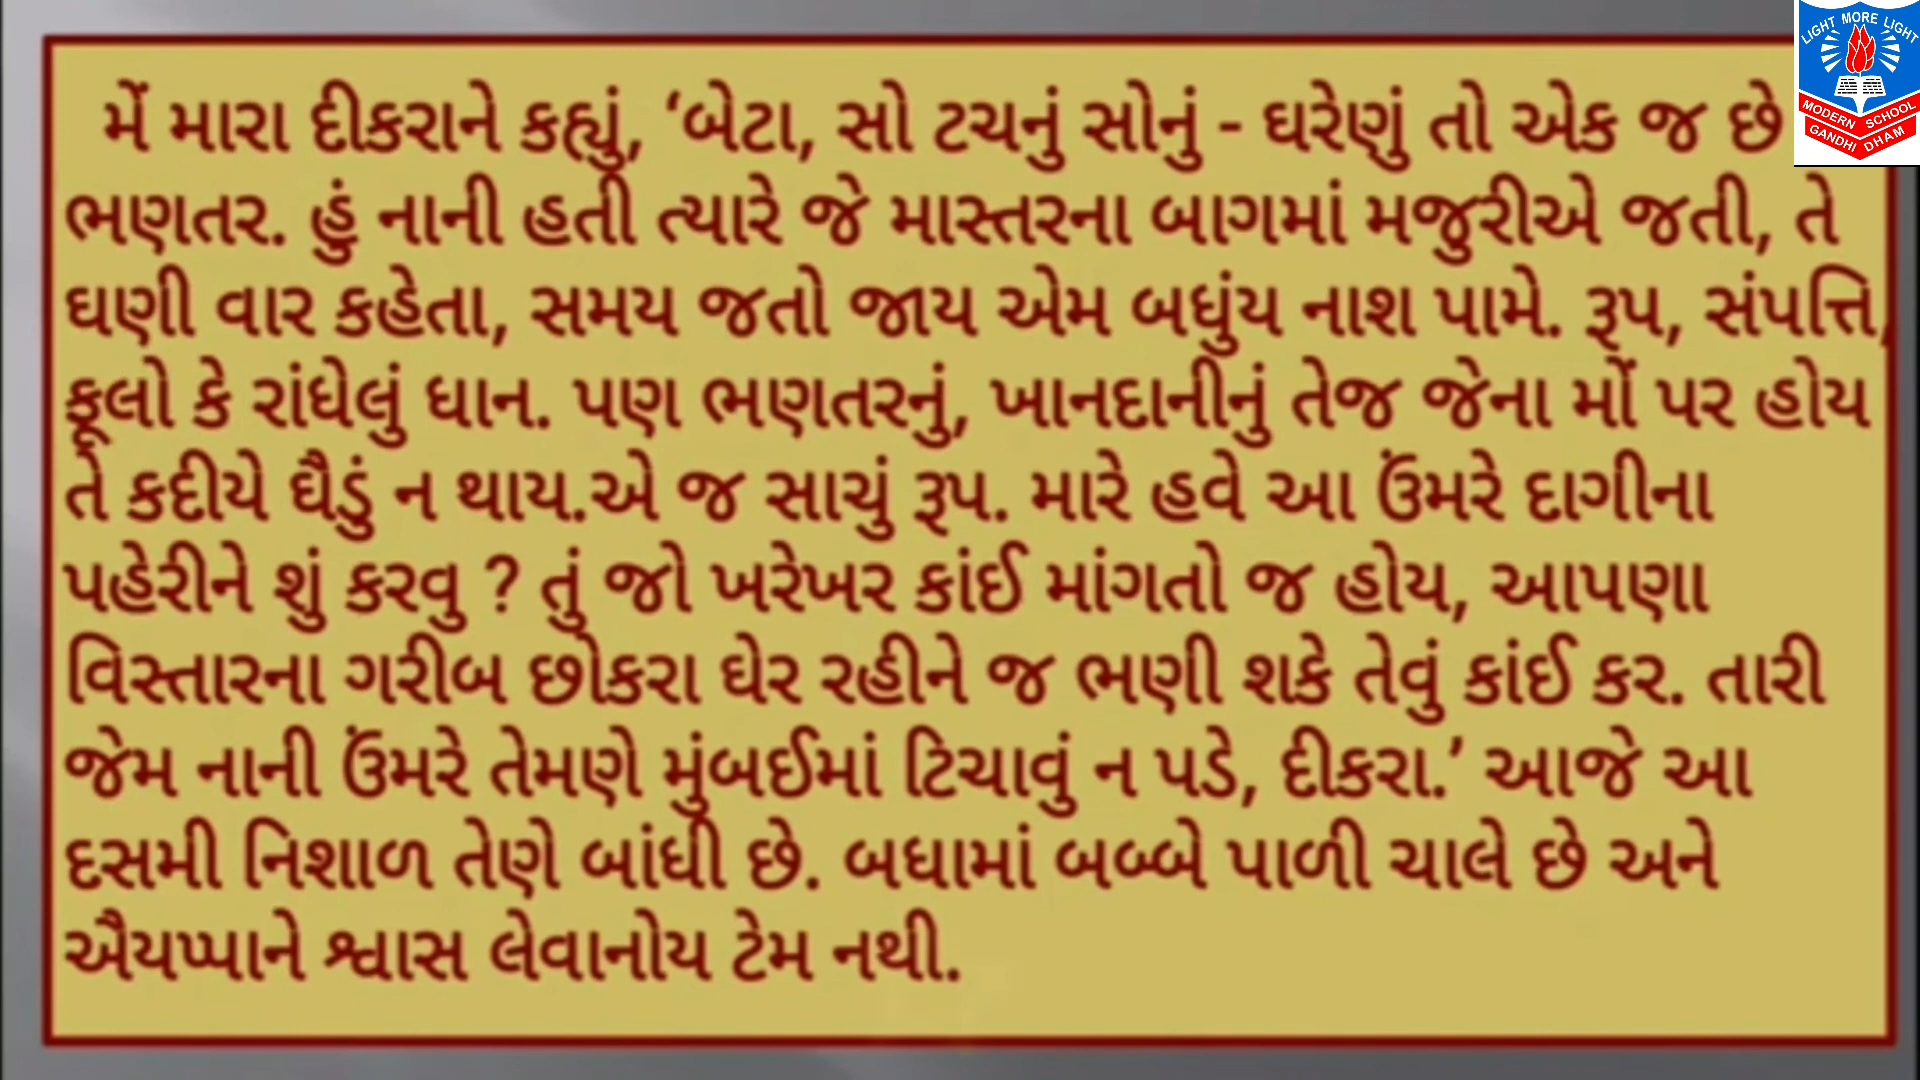 મેં મારા દીકરાને કહ્યું, ‘બેટા, સો ટચનું સોનું - ઘરેણું તો એક જ છે
ભણતર. હું નાની હતી ત્યારે જે માસ્તરના બાગમાં મજુરીએ જતી, તે
ઘણી વાર કહેતા, સમય જતો જાય એમ બધુંય નાશ પામે. રૂપ, સંપત્તિ,
ફૂલો કે રાંધેલું ધાન. પણ ભણતરનું, ખાનદાનીનું તેજ જેના મોં પર હોય
તે કદીયે ઘૈડું ન થાય.એ જ સાચું રૂપ. મારે હવે આ ઉંમરે દાગીના
પહેરીને શું કરવુ ? તું જો ખરેખર કાંઈ માંગતો જ હોય, આપણા
વિસ્તારના ગરીબ છોકરા ઘેર રહીને જ ભણી શકે તેવું કાંઈ કર. તારી
જેમ નાની ઉંમરે તેમણે મુંબઈમાં ટિચાવું ન પડે, દીકરા.’ આજે આ
દસમી નિશાળ તેણે બાંધી છે. બધામાં બબ્બે પાળી ચાલે છે અને
ઐયપ્પાને શ્વાસ લેવાનોય ટેમ નથી.
LIGHT MORE LIGHT
MODERN SCHOOL
GANDHI DHAM